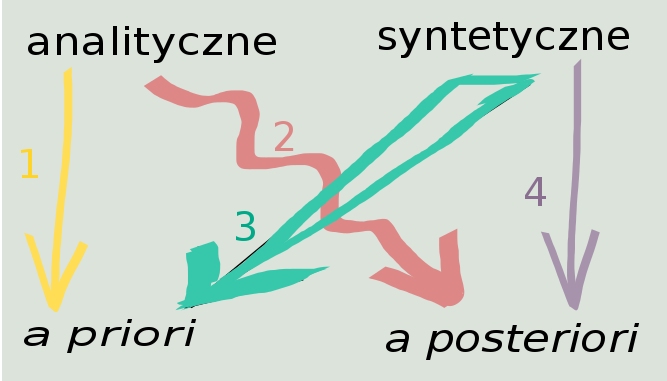 analityczne
syntetyczne
1
2
3
4
a priori
a posteriori